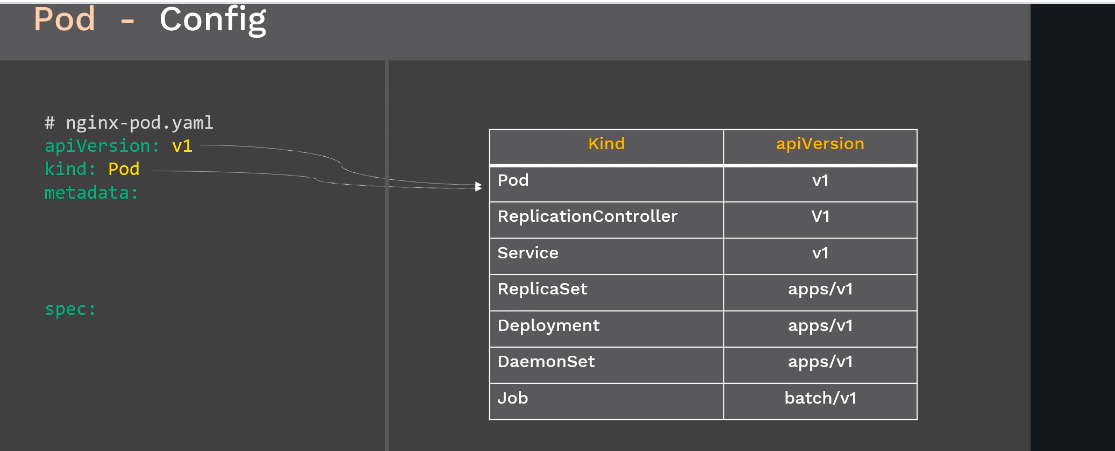 Pod - Config
# nginx-pod.yaml
apiVersion: v1
kind: Pod
metadata:
spec:
Kind apiVersion
Pod v1
ReplicationController V1
Service v1
ReplicaSet apps/v1
Deployment apps/v1
DaemonSet apps/v1
Job batch/v1